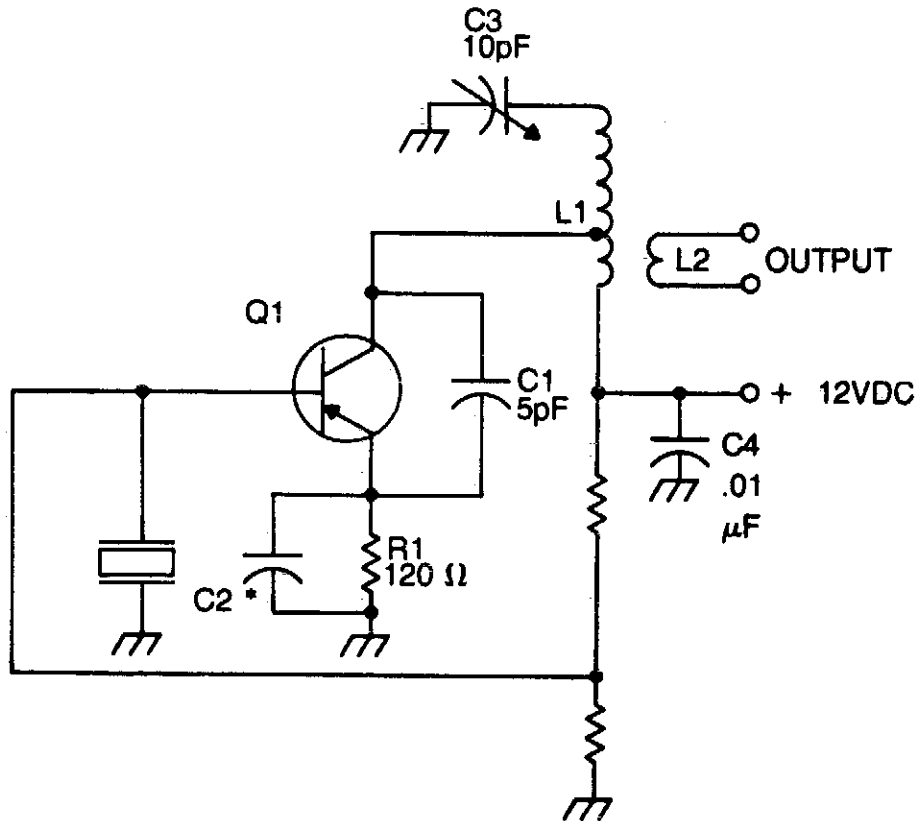 C3
10pF
L1
L2
OUTPUT
Q1
C1
5pF
+ 12VDC
C4
.01
µF
R1
120 Ω
C2 *